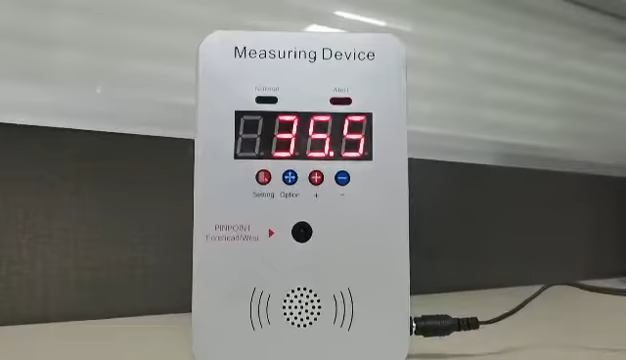 Measuring Device
Normal Alert
35.5
Setting Option + -
PINPOINT
Forehead/Wrist